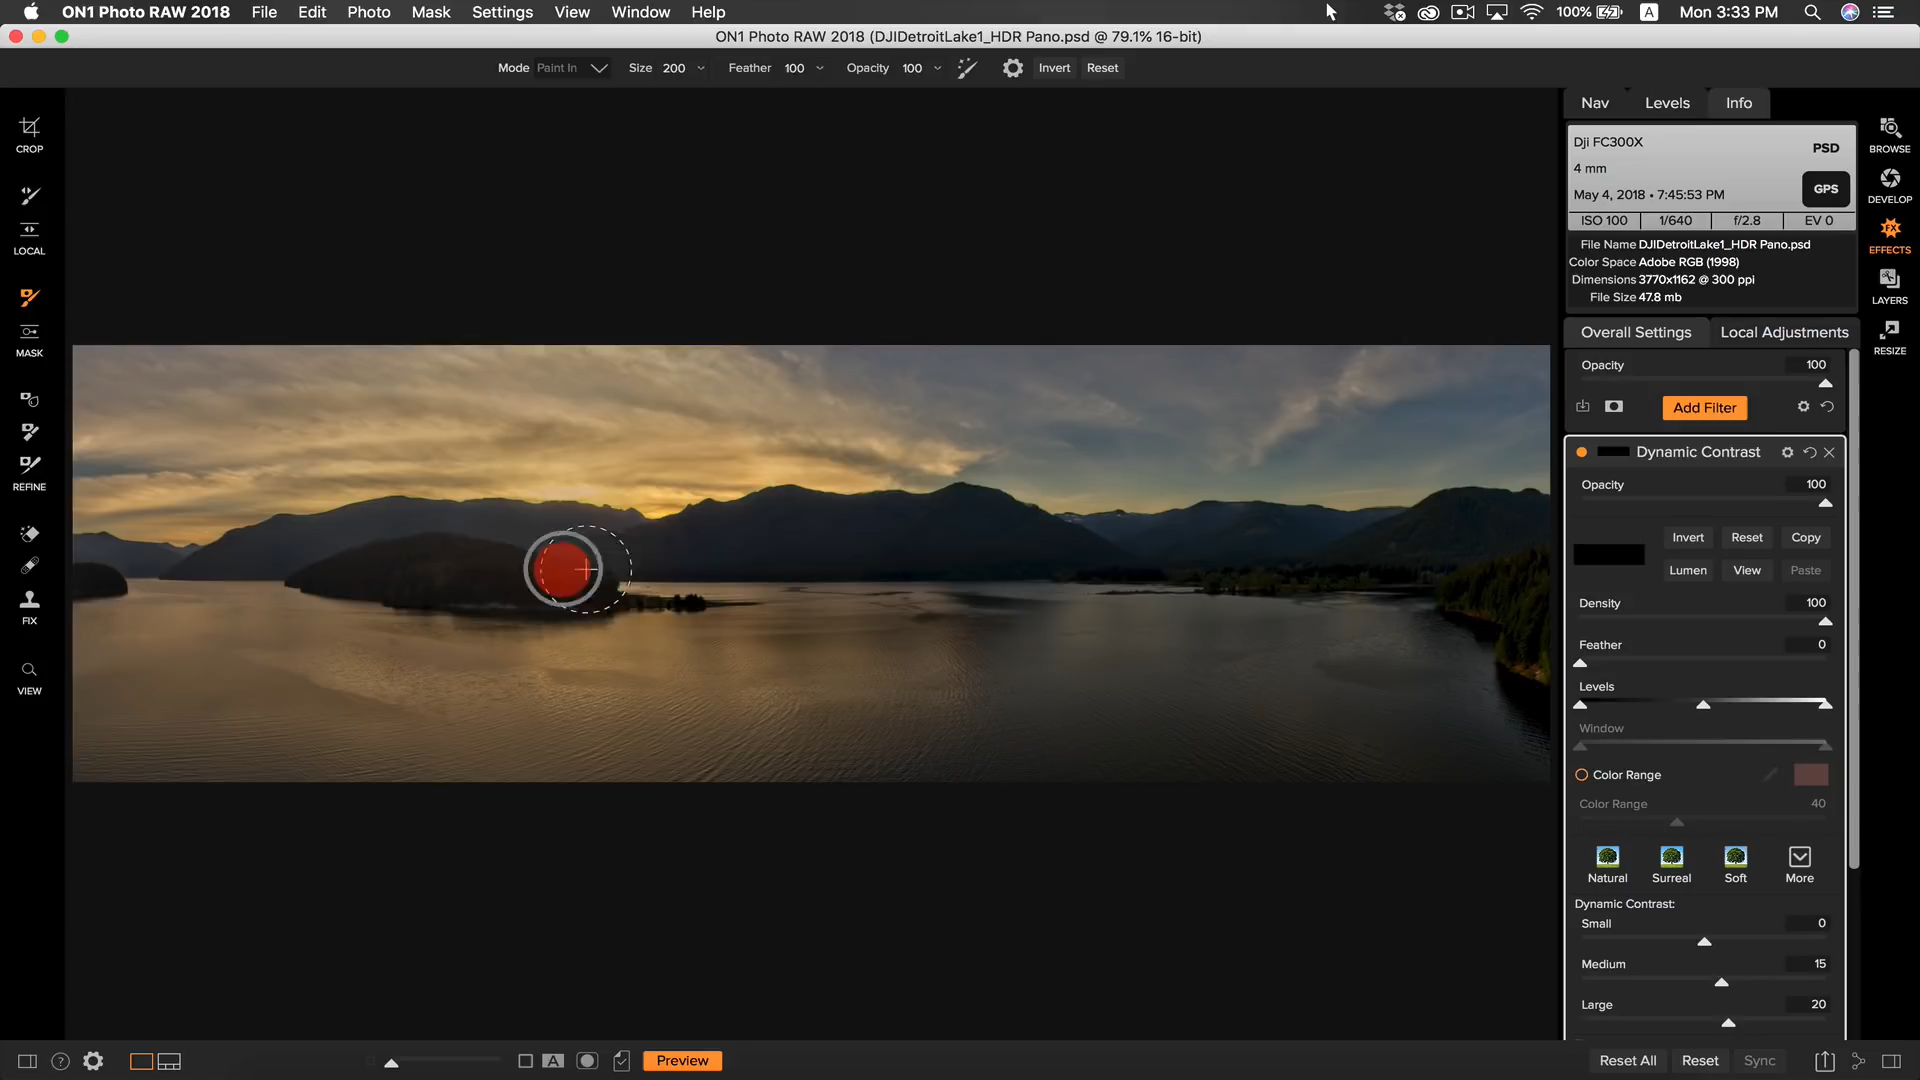 ON1 Photo RAW 2018 File Edit Photo Mask Settings View Window Help 100% A Mon 3:33 PM
ON1 Photo RAW 2018 (DJIDetroitLake1_HDR Pano.psd @ 79.1% 16-bit)
Mode Paint In Size 200 Feather 100 Opacity 100 Invert Reset
CROP
LOCAL
MASK
REFINE
FIX
VIEW
Nav Levels Info
Dji FC300X
PSD
4 mm
May 4, 2018 • 7:45:53 PM
GPS
ISO 100 1/640 f/2.8 EV 0
File Name DJIDetroitLake1_HDR Pano.psd
Color Space Adobe RGB (1998)
Dimensions 3770x1162 @ 300 ppi
File Size 47.8 mb
BROWSE
DEVELOP
FX
EFFECTS
LAYERS
RESIZE
Overall Settings Local Adjustments
Opacity 100
Add Filter
Dynamic Contrast
Opacity 100
Invert Reset Copy
Lumen View Paste
Density 100
Feather 0
Levels
Window
Color Range
Color Range 40
Natural Surreal Soft More
Dynamic Contrast:
Small 0
Medium 15
Large 20
? A Preview Reset All Reset Sync